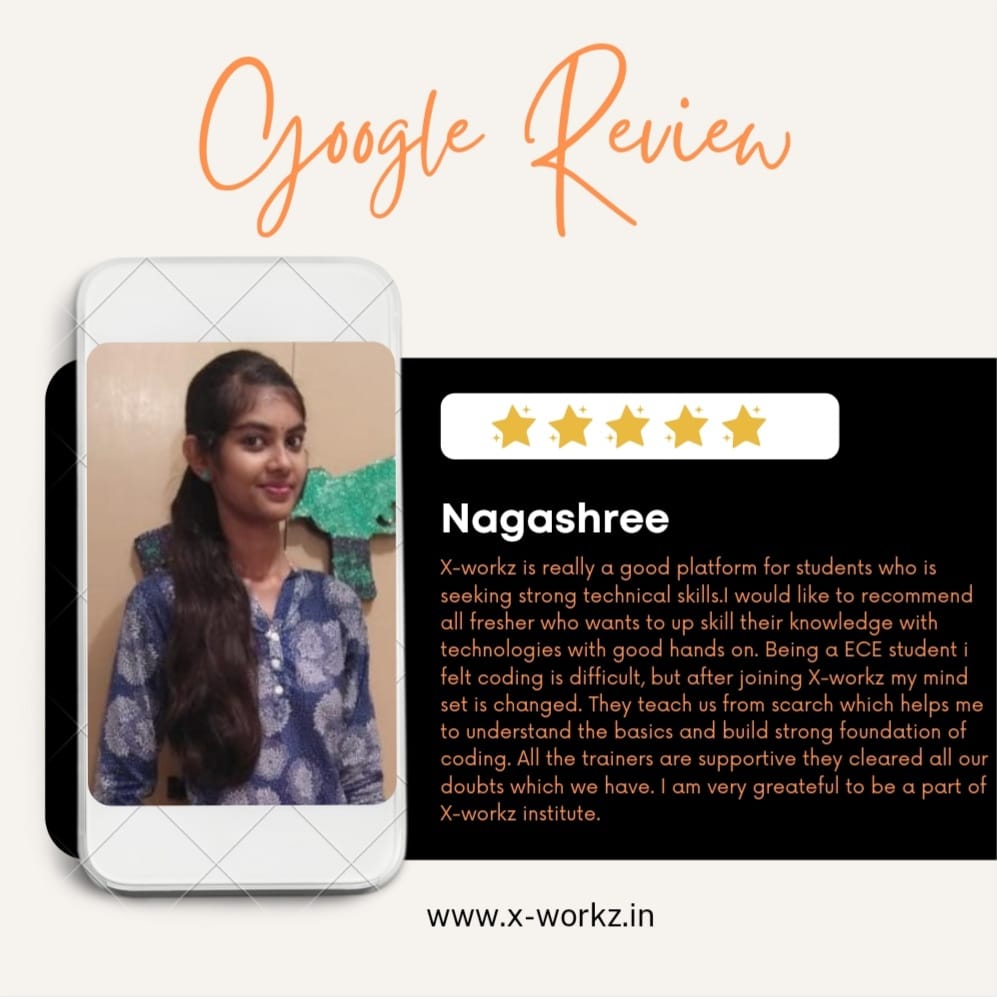 Google Review
Nagashree
X-workz is really a good platform for students who is
seeking strong technical skills.I would like to recommend
all fresher who wants to up skill their knowledge with
technologies with good hands on. Being a ECE student i
felt coding is difficult, but after joining X-workz my mind
set is changed. They teach us from scarch which helps me
to understand the basics and build strong foundation of
coding. All the trainers are supportive they cleared all our
doubts which we have. I am very greateful to be a part of
X-workz institute.
www.x-workz.in